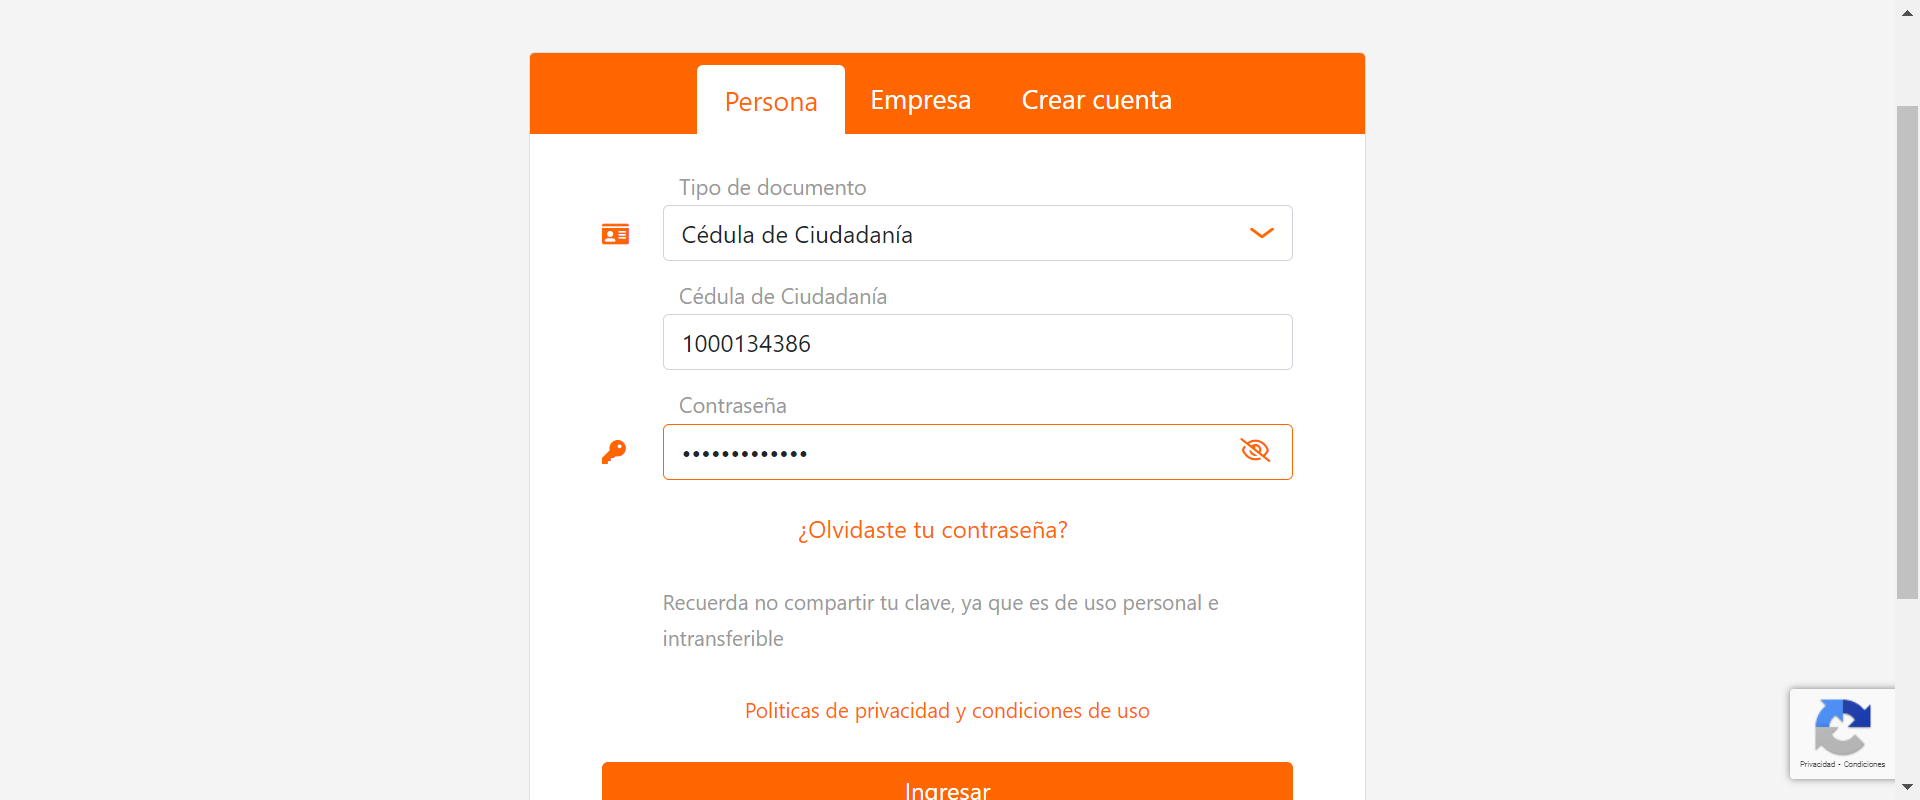 Persona
Empresa
Crear cuenta
Tipo de documento
Cédula de Ciudadanía
Cédula de Ciudadanía
1000134386
Contraseña
•••••••••••••
¿Olvidaste tu contraseña?
Recuerda no compartir tu clave, ya que es de uso personal e
intransferible
Politicas de privacidad y condiciones de uso
Ingresar
Privacidad - Condiciones